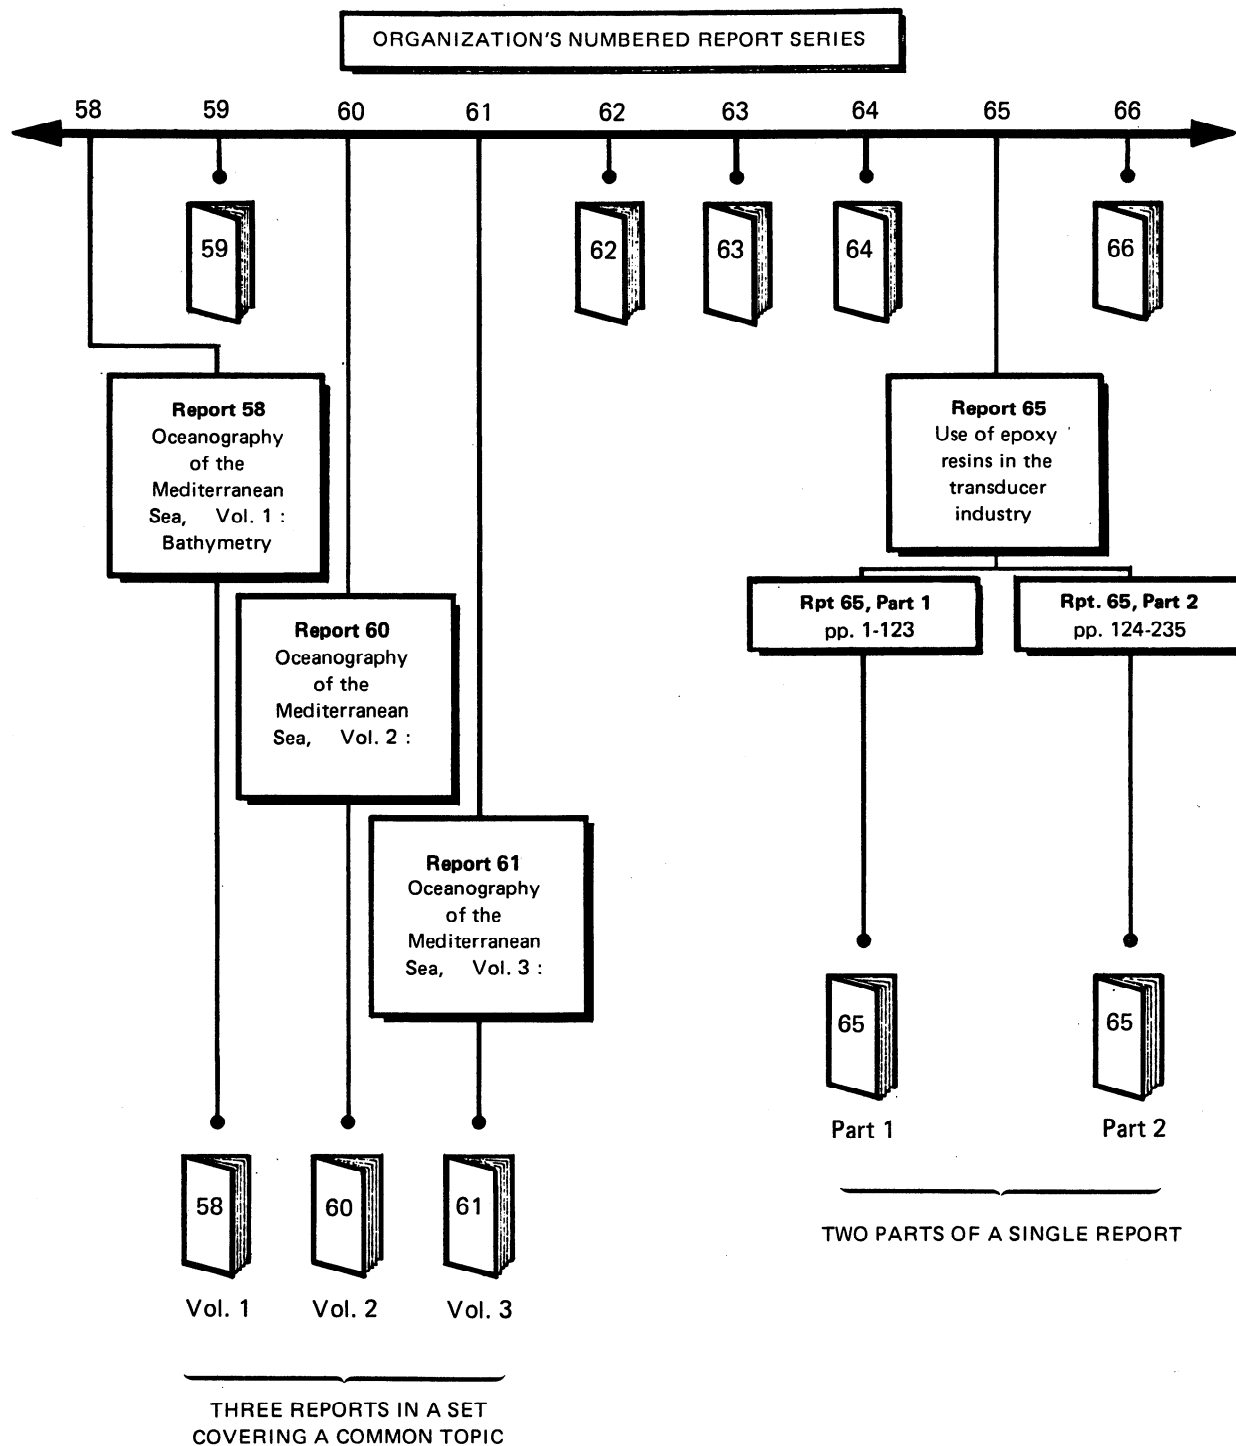 ORGANIZATION'S NUMBERED REPORT SERIES
58 59 60 61 62 63 64 65 66
59
62
63
64
66
Report 58
Oceanography
of the
Mediterranean
Sea, Vol. 1 :
Bathymetry
Report 60
Oceanography
of the
Mediterranean
Sea, Vol. 2 :
Report 61
Oceanography
of the
Mediterranean
Sea, Vol. 3 :
Report 65
Use of epoxy
resins in the
transducer
industry
Rpt 65, Part 1
pp. 1-123
Rpt. 65, Part 2
pp. 124-235
65
Part 1
65
Part 2
TWO PARTS OF A SINGLE REPORT
58
Vol. 1
60
Vol. 2
61
Vol. 3
THREE REPORTS IN A SET
COVERING A COMMON TOPIC